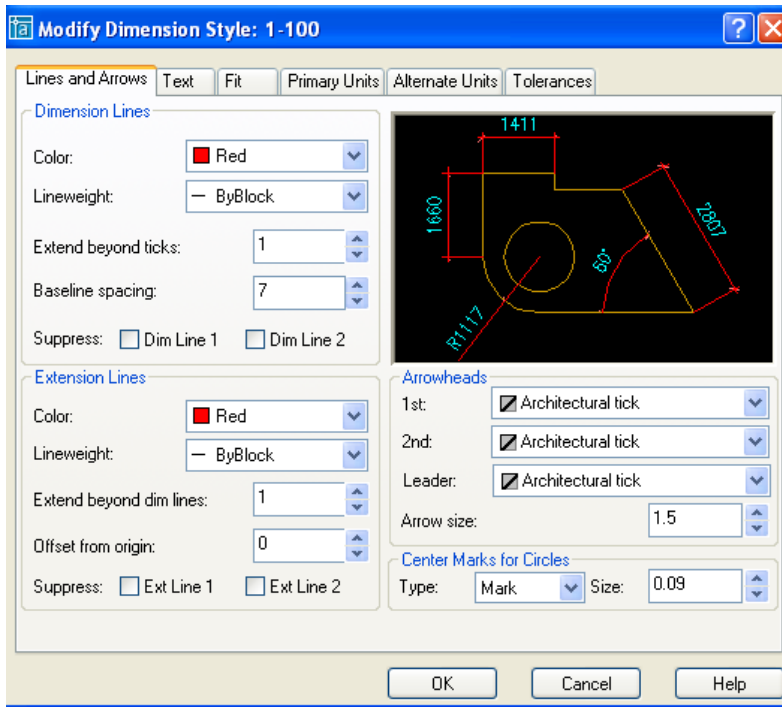 Modify Dimension Style: 1-100
Lines and Arrows Text Fit Primary Units Alternate Units Tolerances
Dimension Lines
Color: Red
Lineweight: ByBlock
Extend beyond ticks: 1
Baseline spacing: 7
Suppress: Dim Line 1 Dim Line 2
1411
1660
2807
60°
R1117
Extension Lines
Color: Red
Lineweight: ByBlock
Extend beyond dim lines: 1
Offset from origin: 0
Suppress: Ext Line 1 Ext Line 2
Arrowheads
1st: Architectural tick
2nd: Architectural tick
Leader: Architectural tick
Arrow size: 1.5
Center Marks for Circles
Type: Mark Size: 0.09
OK Cancel Help